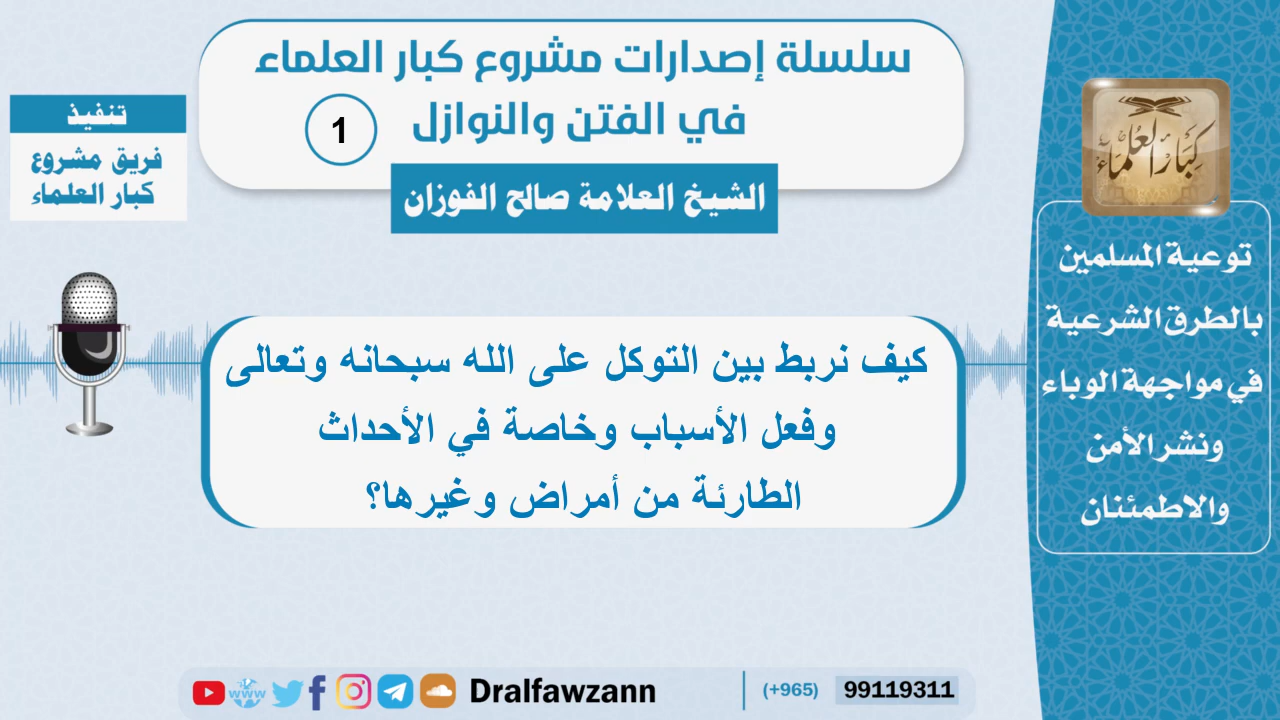 سلسلة إصدارات مشروع كبار العلماء
في الفتن والنوازل 1
الشيخ العلامة صالح الفوزان
تنفيذ
فريق مشروع
كبار العلماء
كبار العلماء
توعية المسلمين
بالطرق الشرعية
في مواجهة الوباء
ونشر الأمن
والاطمئنان
كيف نربط بين التوكل على الله سبحانه وتعالى
وفعل الأسباب وخاصة في الأحداث
الطارئة من أمراض وغيرها؟
www Dralfawzann (+965) 99119311